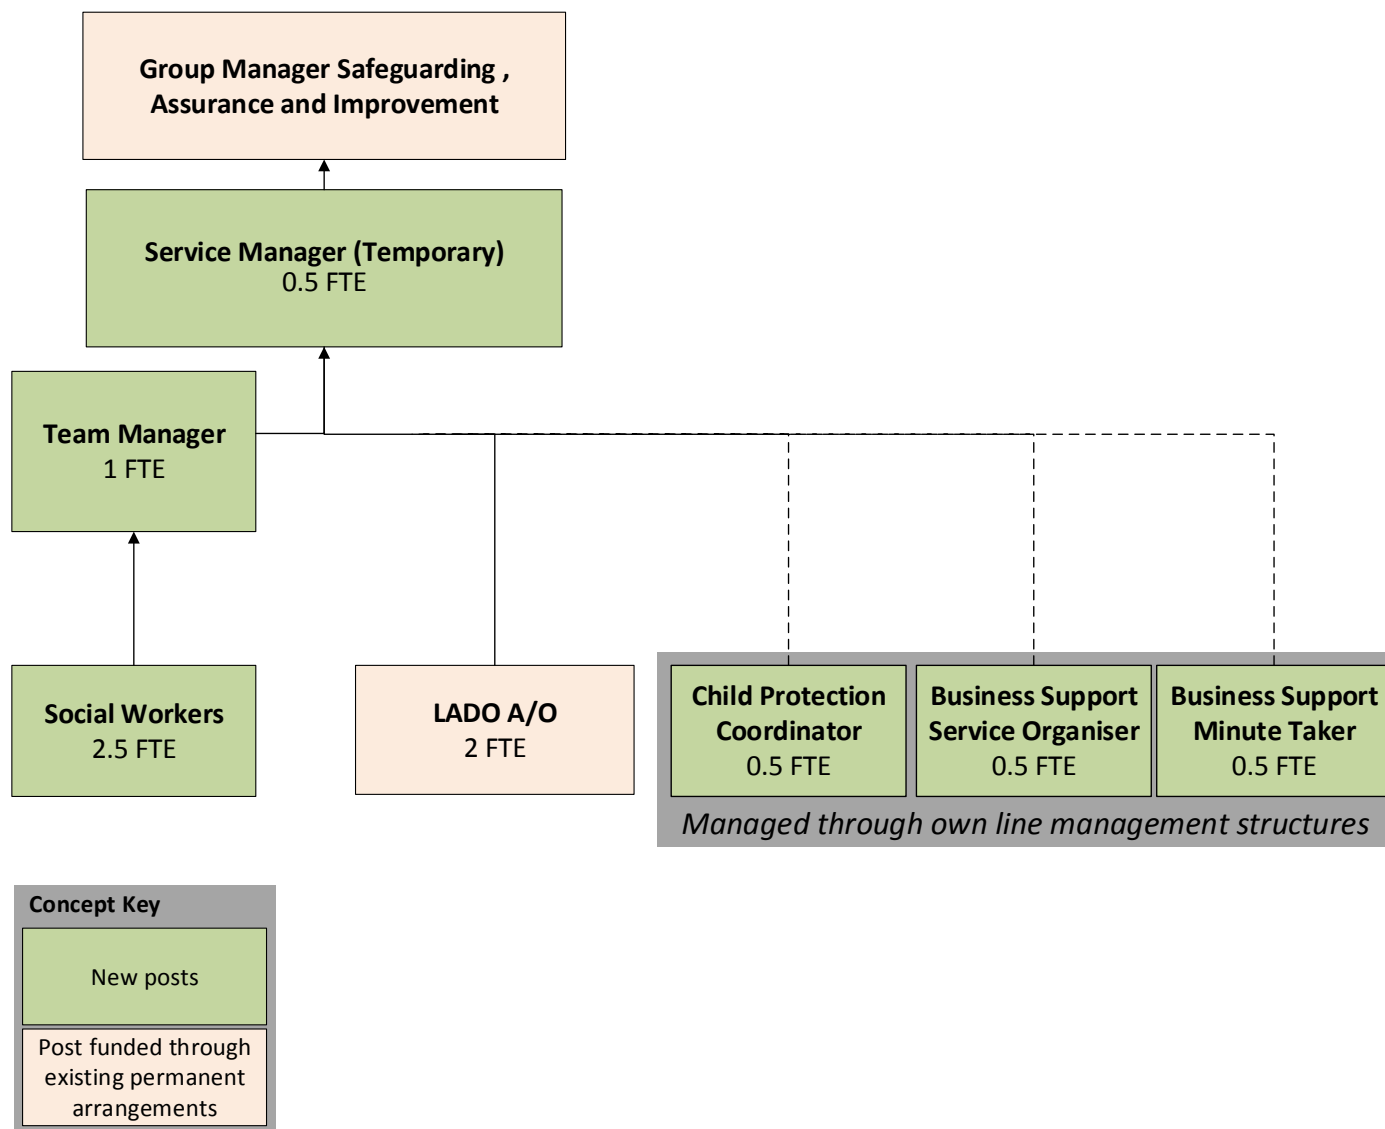 Group Manager Safeguarding ,
Assurance and Improvement
Service Manager (Temporary)
0.5 FTE
Team Manager
1 FTE
Social Workers
2.5 FTE
LADO A/O
2 FTE
Child Protection
Coordinator
0.5 FTE
Business Support
Service Organiser
0.5 FTE
Business Support
Minute Taker
0.5 FTE
Managed through own line management structures
Concept Key
New posts
Post funded through
existing permanent
arrangements